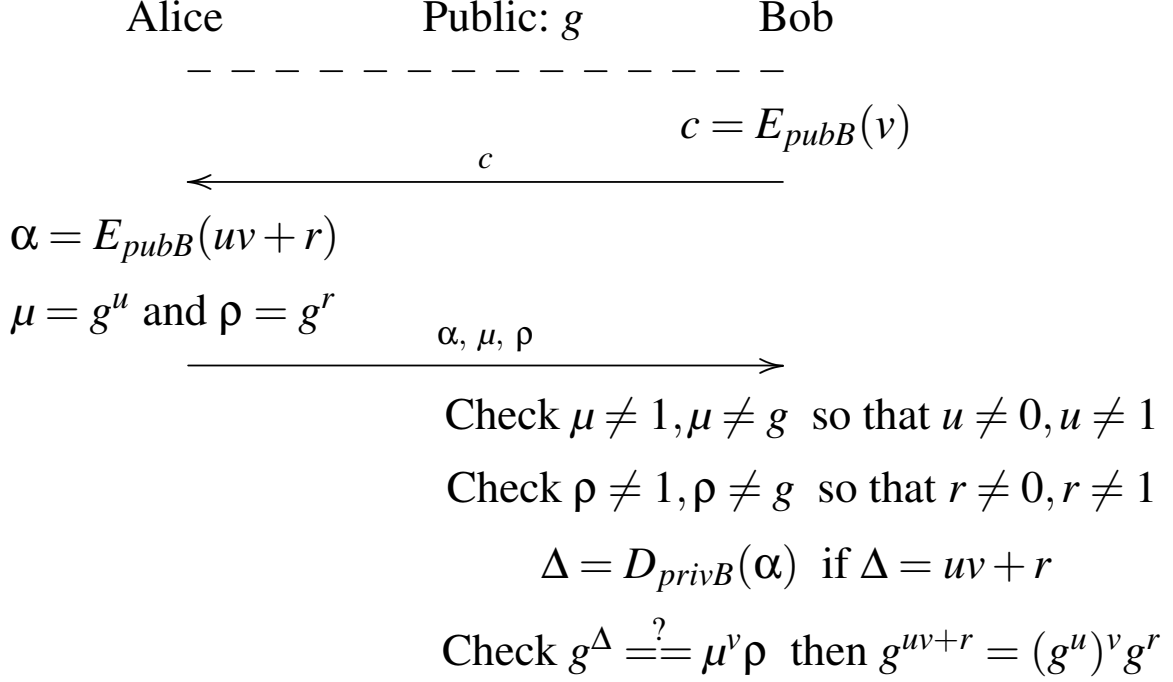 Alice Public: g Bob
c = E_{pubB}(v)
c
α = E_{pubB}(uv + r)
μ = g^u and ρ = g^r
α, μ, ρ
Check μ ≠ 1, μ ≠ g so that u ≠ 0, u ≠ 1
Check ρ ≠ 1, ρ ≠ g so that r ≠ 0, r ≠ 1
Δ = D_{privB}(α) if Δ = uv + r
Check g^Δ =?= μ^v ρ then g^{uv+r} = (g^u)^v g^r